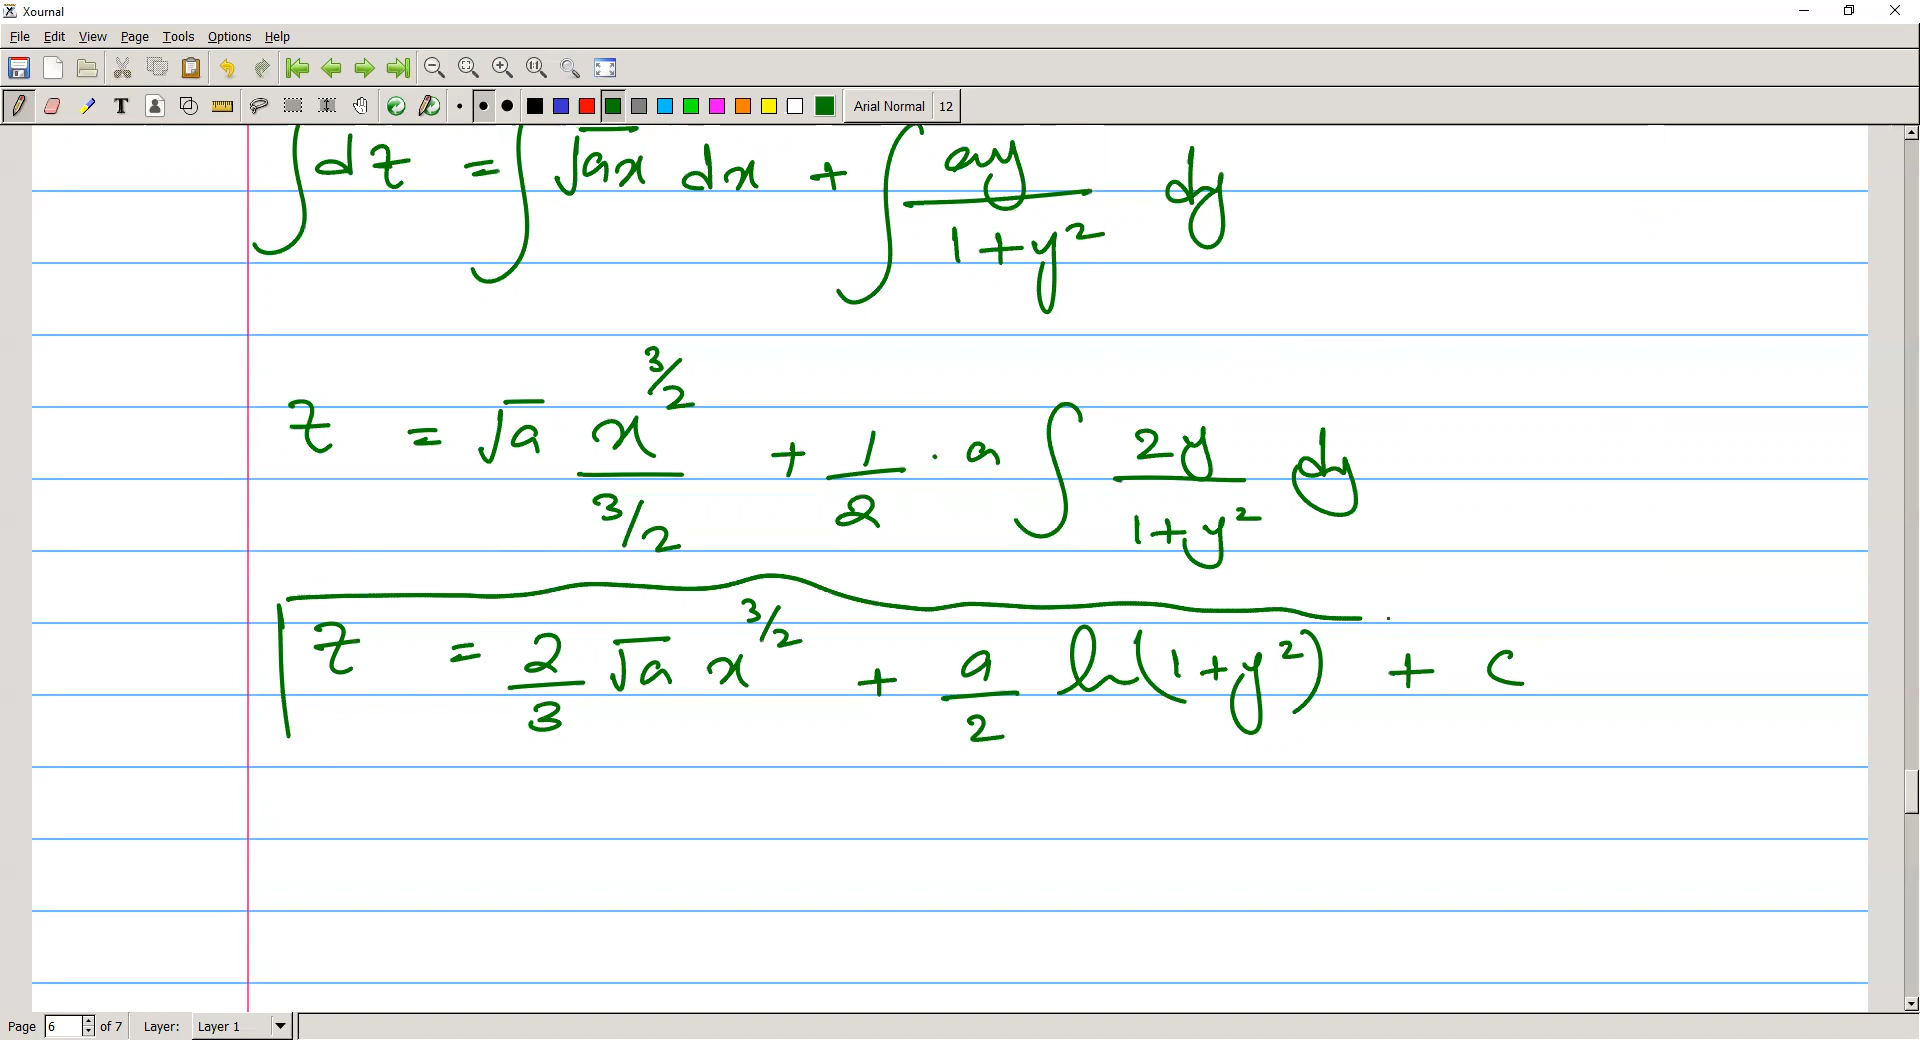 Xournal
File Edit View Page Tools Options Help
Arial Normal 12
∫ dz = ∫ √ax dx + ∫ ay/(1+y²) dy
z = √a x^(3/2)/(3/2) + 1/2 · a ∫ 2y/(1+y²) dy
z = 2/3 √a x^(3/2) + a/2 ln(1+y²) + c
Page 6 of 7 Layer: Layer 1